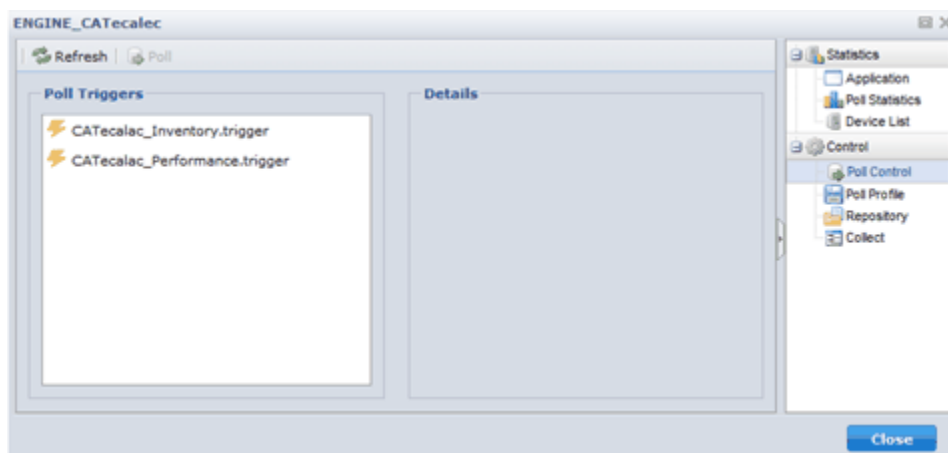 ENGINE_CATecalec
Refresh
Poll
Poll Triggers
CATecalac_Inventory.trigger
CATecalac_Performance.trigger
Details
Statistics
Application
Poll Statistics
Device List
Control
Poll Control
Poll Profile
Repository
Collect
Close